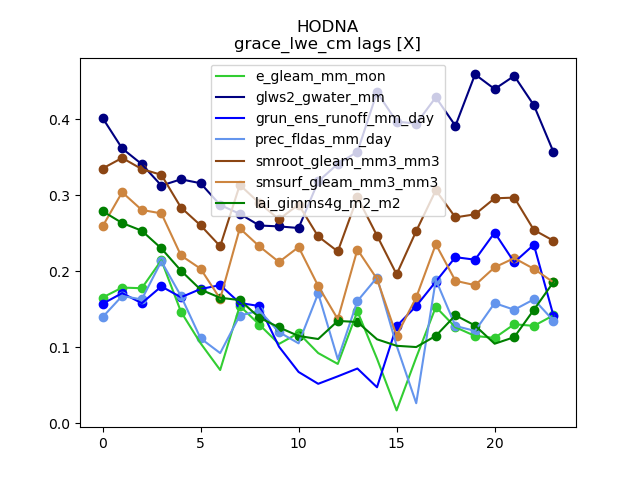 HODNA
grace_lwe_cm lags [X]
e_gleam_mm_mon
glws2_gwater_mm
grun_ens_runoff_mm_day
prec_fldas_mm_day
smroot_gleam_mm3_mm3
smsurf_gleam_mm3_mm3
lai_gimms4g_m2_m2
0.4
0.3
0.2
0.1
0.0
0 5 10 15 20